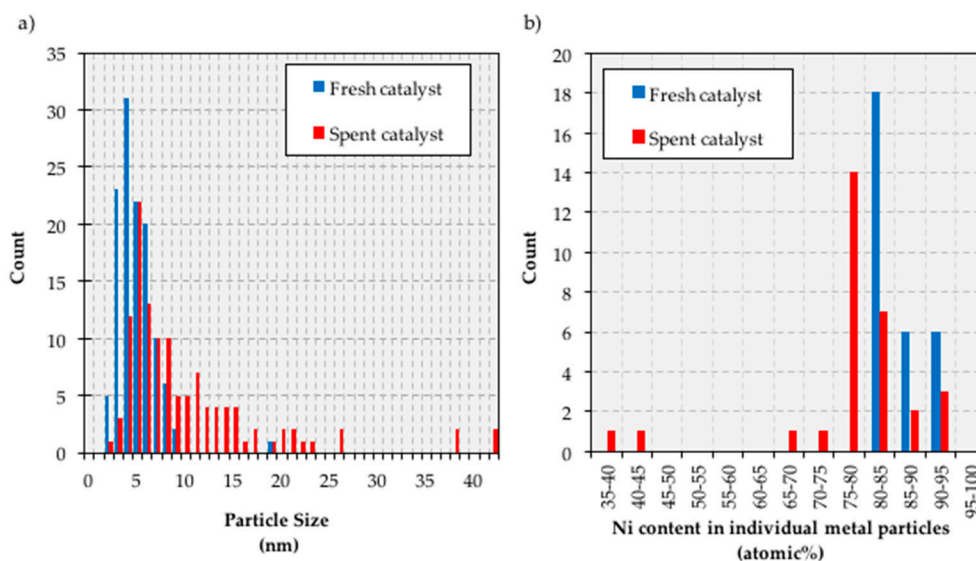 a)
35
30
25
20
15
10
5
0
Count
Fresh catalyst
Spent catalyst
0 5 10 15 20 25 30 35 40
Particle Size
(nm)
b)
20
18
16
14
12
10
8
6
4
2
0
Count
Fresh catalyst
Spent catalyst
35-40
40-45
45-50
50-55
55-60
60-65
65-70
70-75
75-80
80-85
85-90
90-95
95-100
Ni content in individual metal particles
(atomic%)